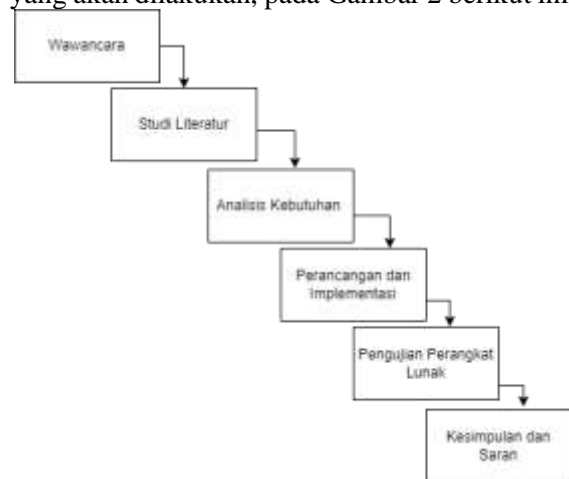 yang akan dilakukan, pada Gambar 2 berikut
Wawancara
Studi Literatur
Analisis Kebutuhan
Perancangan dan
Implementasi
Pengujian Perangkat
Lunak
Kesimpulan dan
Saran